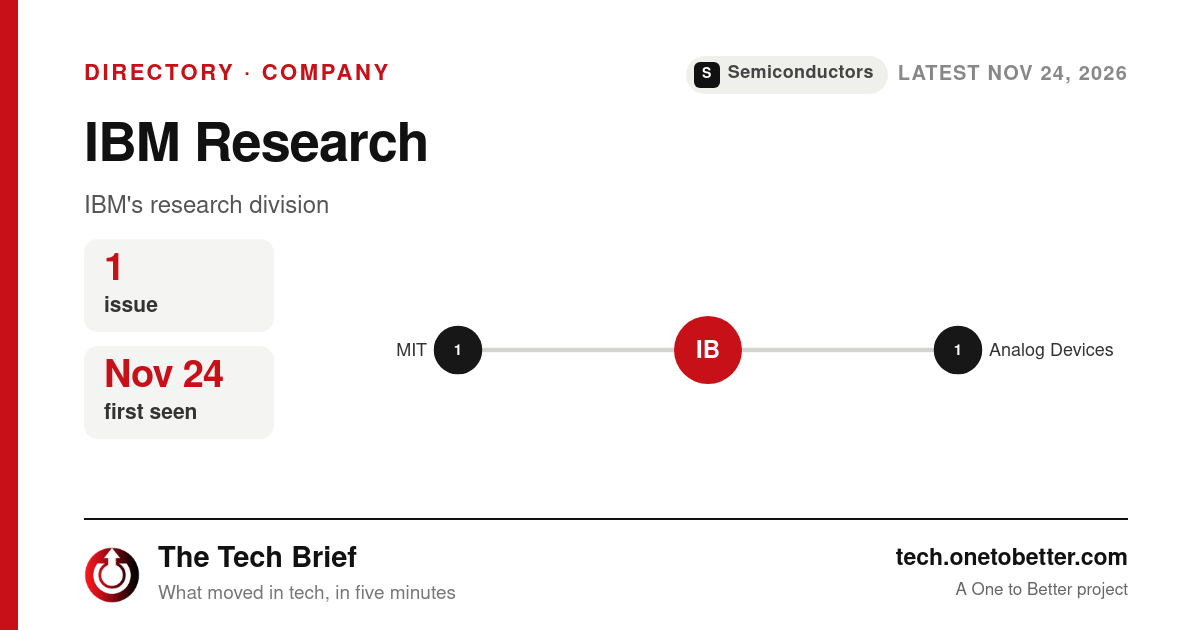 DIRECTORY · COMPANY
S Semiconductors LATEST NOV 24, 2026
IBM Research
IBM's research division
1
issue
Nov 24
first seen
MIT 1 IB 1 Analog Devices
The Tech Brief
What moved in tech, in five minutes
tech.onetobetter.com
A One to Better project